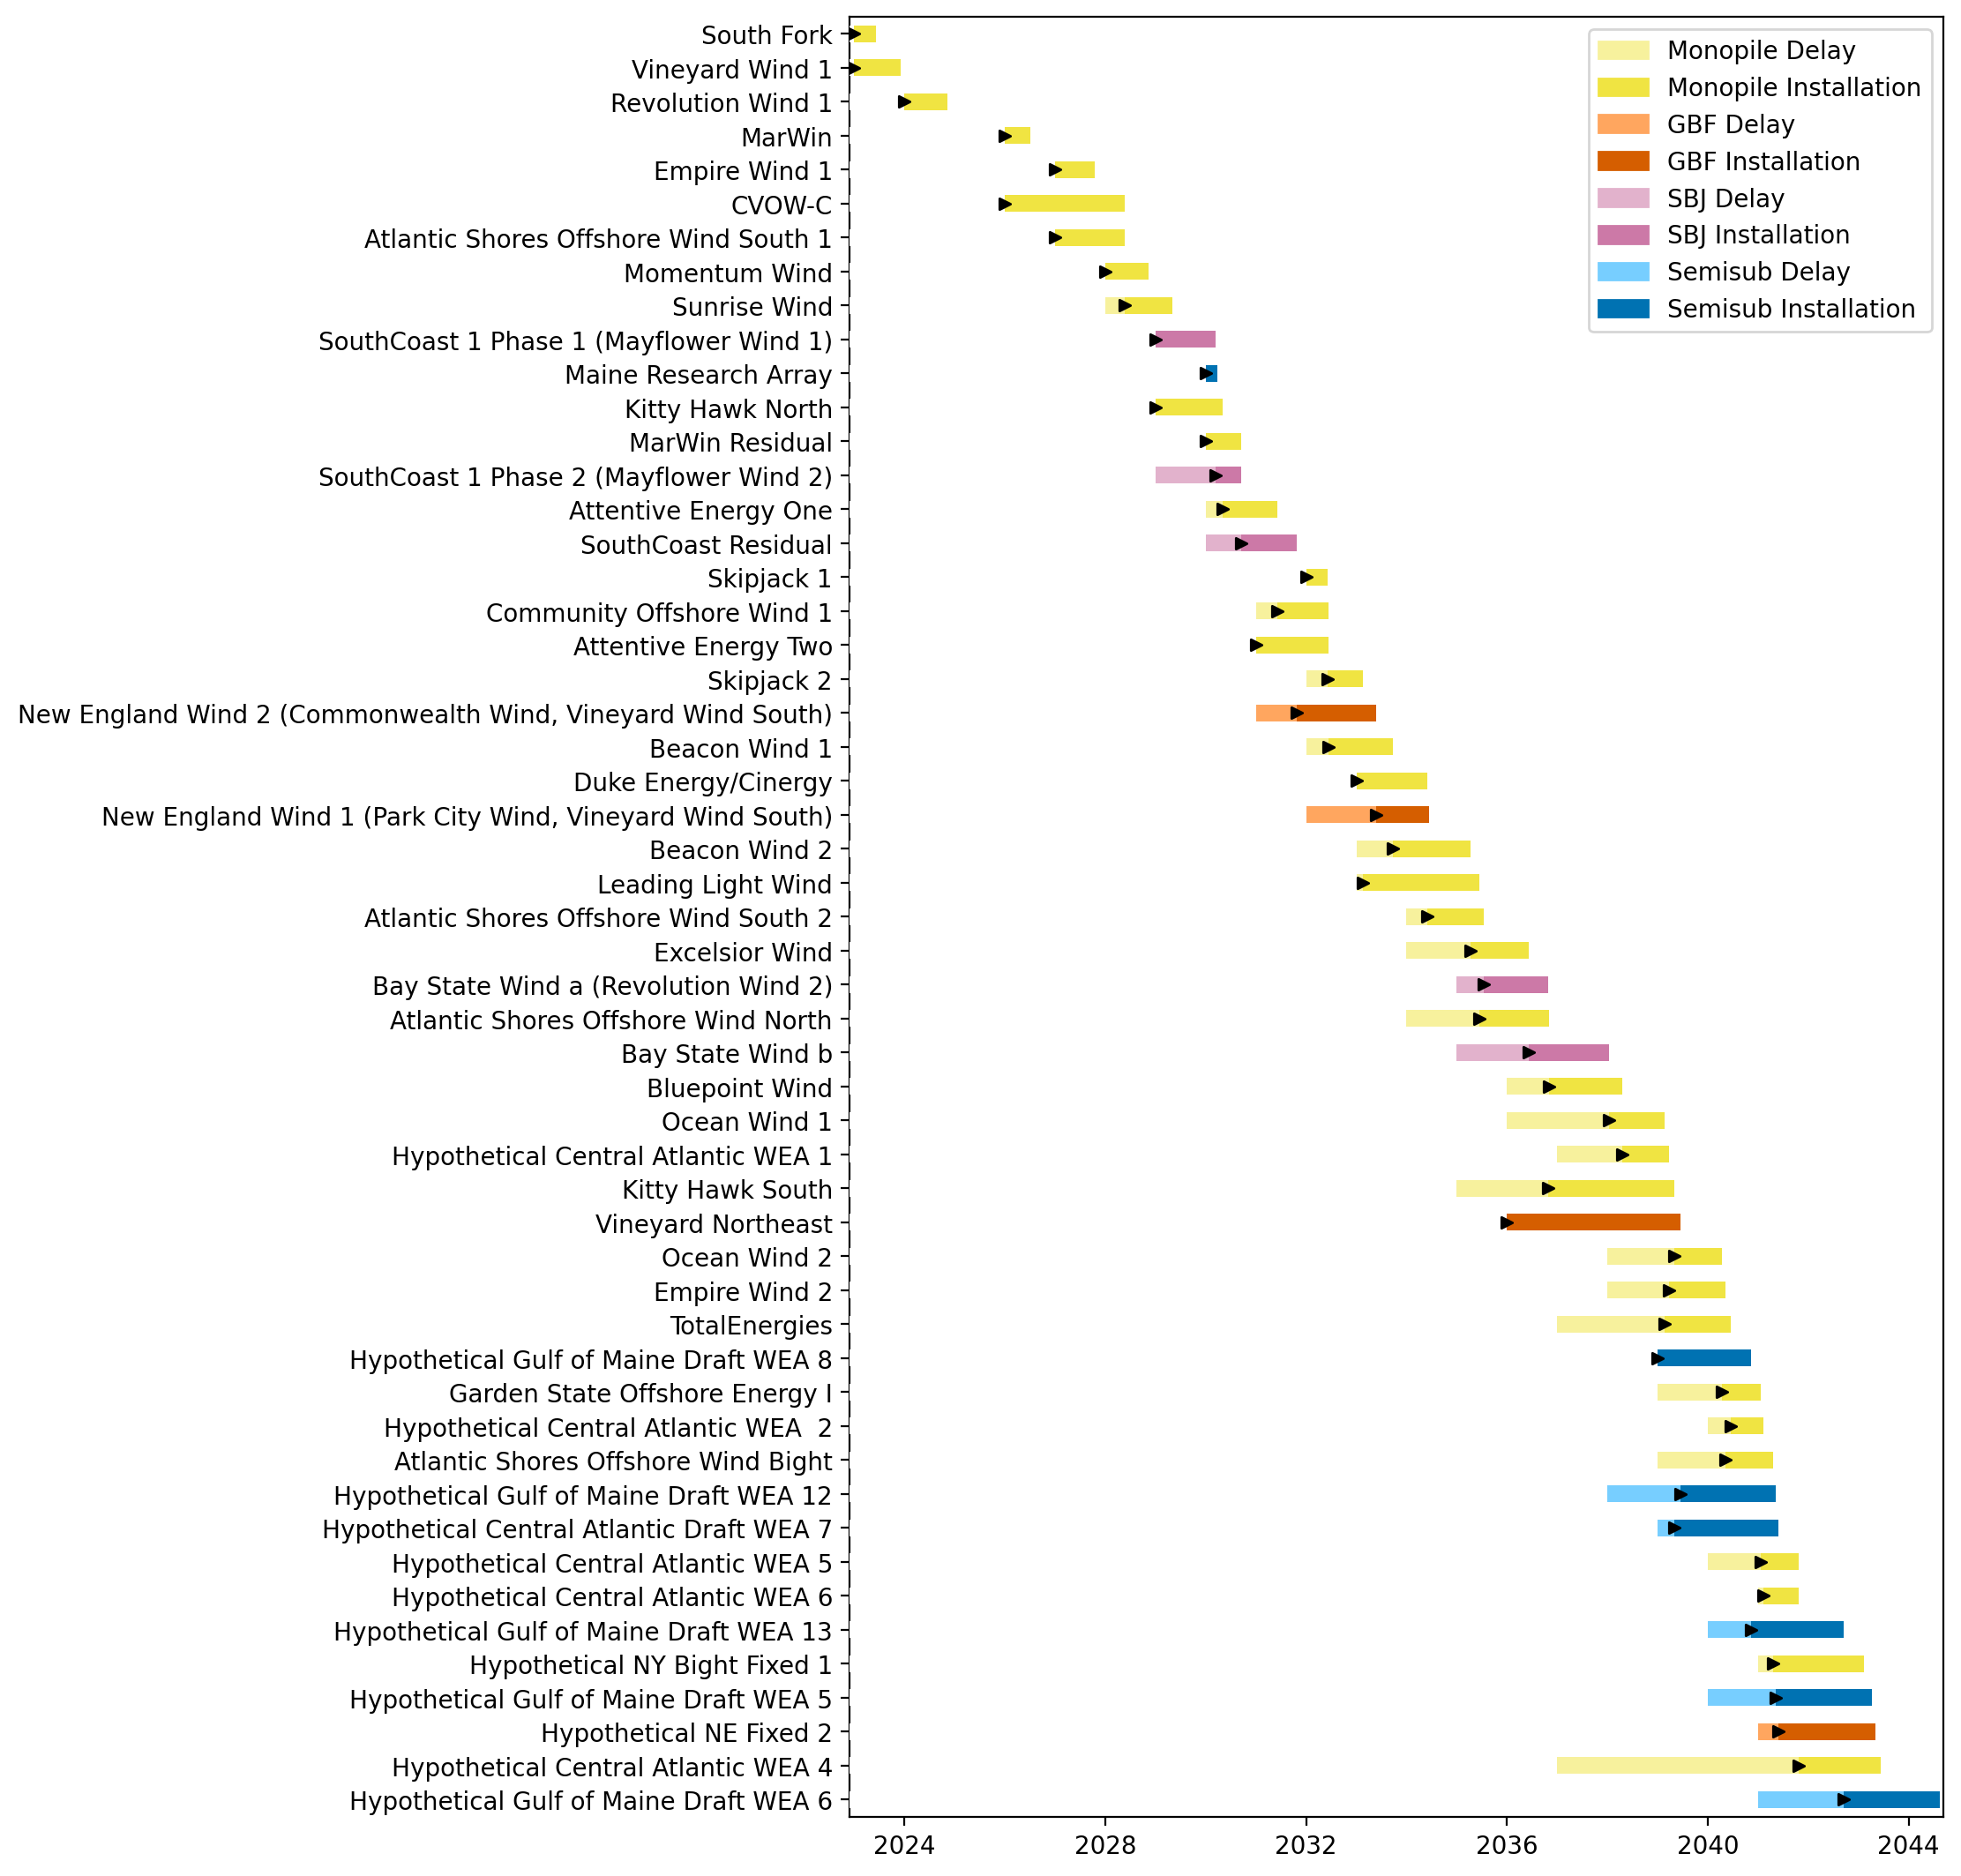 South Fork
Vineyard Wind 1
Revolution Wind 1
MarWin
Empire Wind 1
CVOW-C
Atlantic Shores Offshore Wind South 1
Momentum Wind
Sunrise Wind
SouthCoast 1 Phase 1 (Mayflower Wind 1)
Maine Research Array
Kitty Hawk North
MarWin Residual
SouthCoast 1 Phase 2 (Mayflower Wind 2)
Attentive Energy One
SouthCoast Residual
Skipjack 1
Community Offshore Wind 1
Attentive Energy Two
Skipjack 2
New England Wind 2 (Commonwealth Wind, Vineyard Wind South)
Beacon Wind 1
Duke Energy/Cinergy
New England Wind 1 (Park City Wind, Vineyard Wind South)
Beacon Wind 2
Leading Light Wind
Atlantic Shores Offshore Wind South 2
Excelsior Wind
Bay State Wind a (Revolution Wind 2)
Atlantic Shores Offshore Wind North
Bay State Wind b
Bluepoint Wind
Ocean Wind 1
Hypothetical Central Atlantic WEA 1
Kitty Hawk South
Vineyard Northeast
Ocean Wind 2
Empire Wind 2
TotalEnergies
Hypothetical Gulf of Maine Draft WEA 8
Garden State Offshore Energy I
Hypothetical Central Atlantic WEA  2
Atlantic Shores Offshore Wind Bight
Hypothetical Gulf of Maine Draft WEA 12
Hypothetical Central Atlantic Draft WEA 7
Hypothetical Central Atlantic WEA 5
Hypothetical Central Atlantic WEA 6
Hypothetical Gulf of Maine Draft WEA 13
Hypothetical NY Bight Fixed 1
Hypothetical Gulf of Maine Draft WEA 5
Hypothetical NE Fixed 2
Hypothetical Central Atlantic WEA 4
Hypothetical Gulf of Maine Draft WEA 6
Monopile Delay
Monopile Installation
GBF Delay
GBF Installation
SBJ Delay
SBJ Installation
Semisub Delay
Semisub Installation
2024 2028 2032 2036 2040 2044